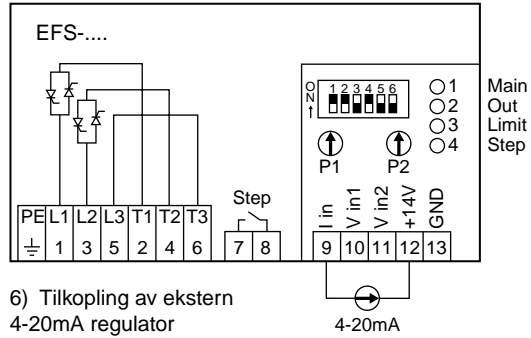 EFS-....
ON↑
1 2 3 4 5 6
1 Main
2 Out
3 Limit
4 Step
P1 P2
PE L1 L2 L3 T1 T2 T3
1 3 5 2 4 6
Step
7 8
I in V in1 V in2 +14V GND
9 10 11 12 13
4-20mA
6) Tilkopling av ekstern
4-20mA regulator